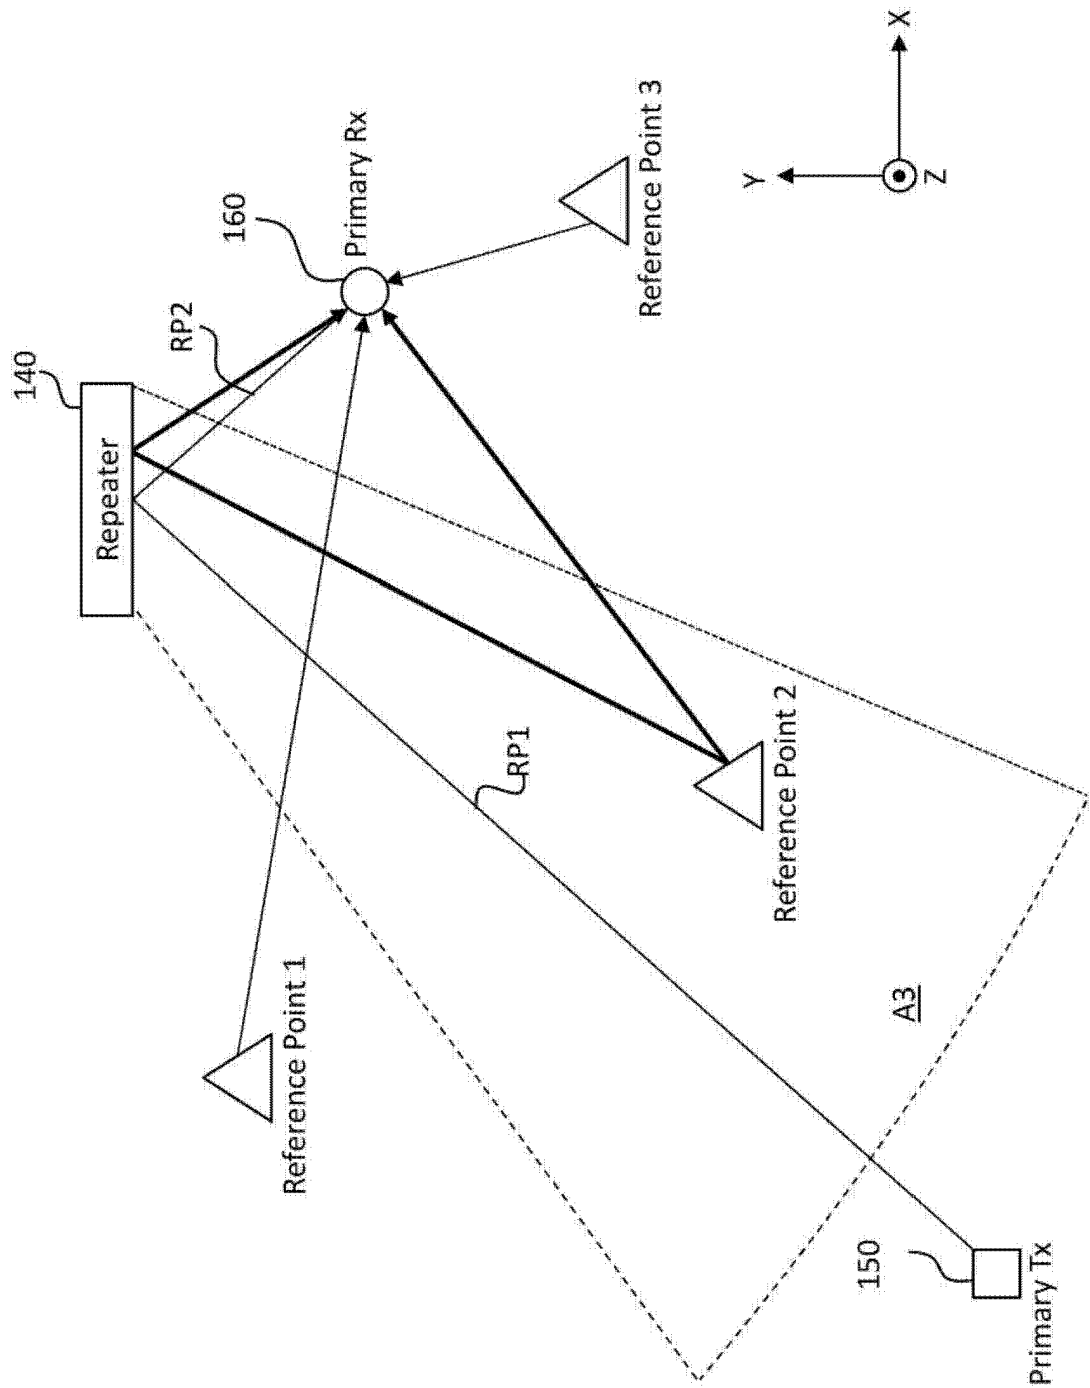 140
Repeater
RP2
160
Primary Rx
Reference Point 1
RP1
Reference Point 2
Reference Point 3
A3
150
Primary Tx
Y
X
Z